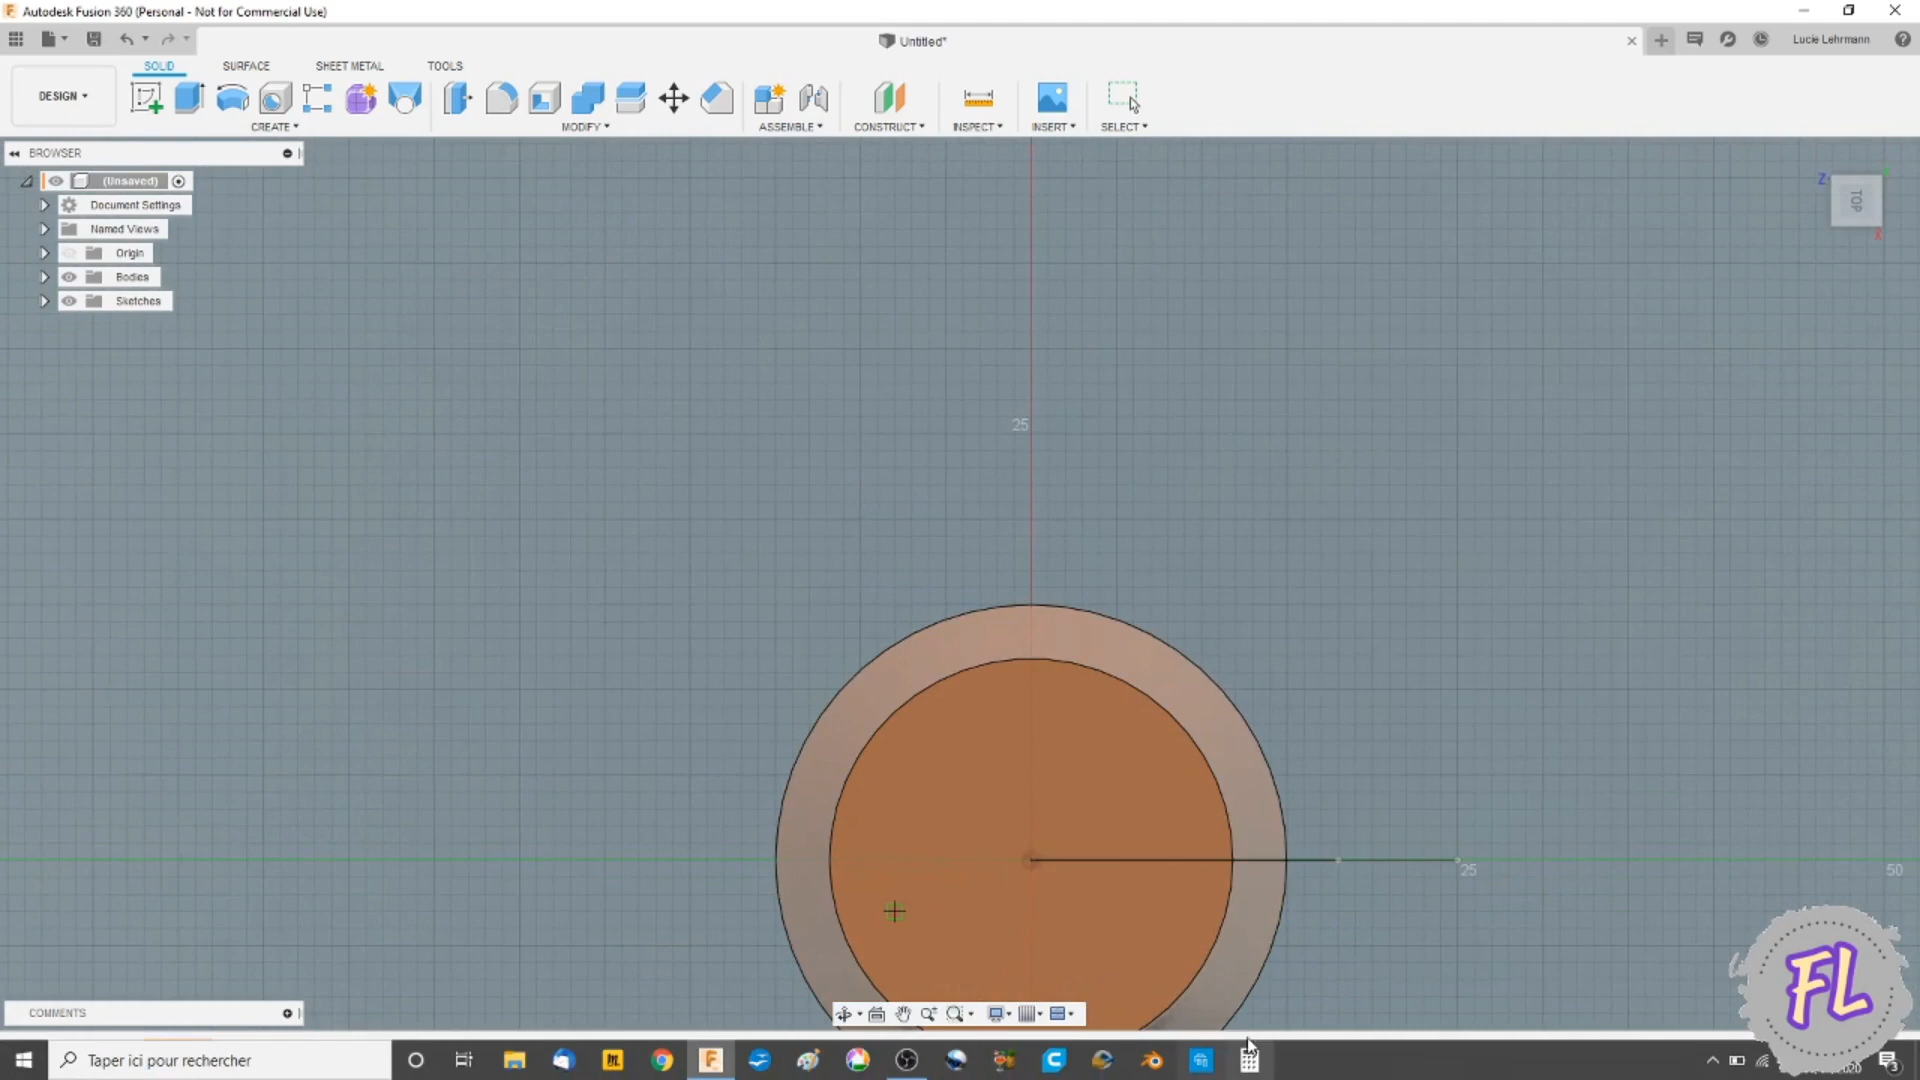 Autodesk Fusion 360 (Personal - Not for Commercial Use)
Untitled*
Lucie Lehrmann
SOLID
SURFACE
SHEET METAL
TOOLS
DESIGN
CREATE
MODIFY
ASSEMBLE
CONSTRUCT
INSPECT
INSERT
SELECT
BROWSER
(Unsaved)
Document Settings
Named Views
Origin
Bodies
Sketches
Z
TOP
X
25
25
50
FL
COMMENTS
Taper ici pour rechercher
3